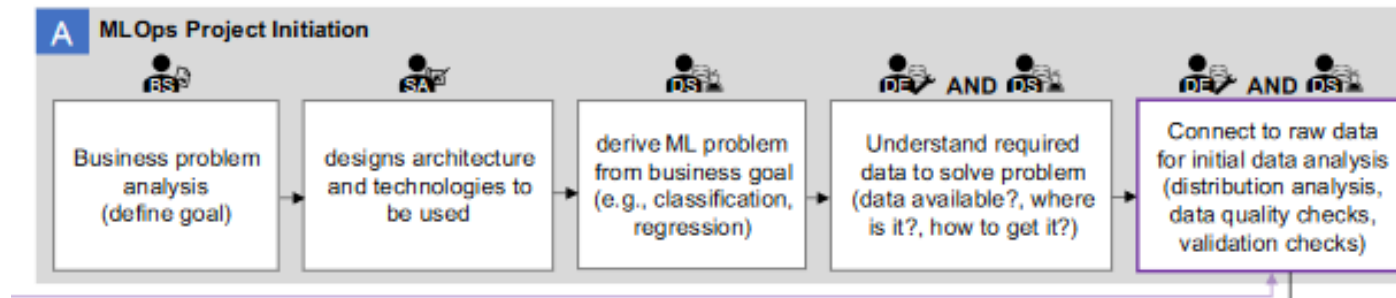 A MLOps Project Initiation
BS
SA
DS
DE AND DS
DE AND DS
Business problem
analysis
(define goal)
designs architecture
and technologies to
be used
derive ML problem
from business goal
(e.g., classification,
regression)
Understand required
data to solve problem
(data available?, where
is it?, how to get it?)
Connect to raw data
for initial data analysis
(distribution analysis,
data quality checks,
validation checks)